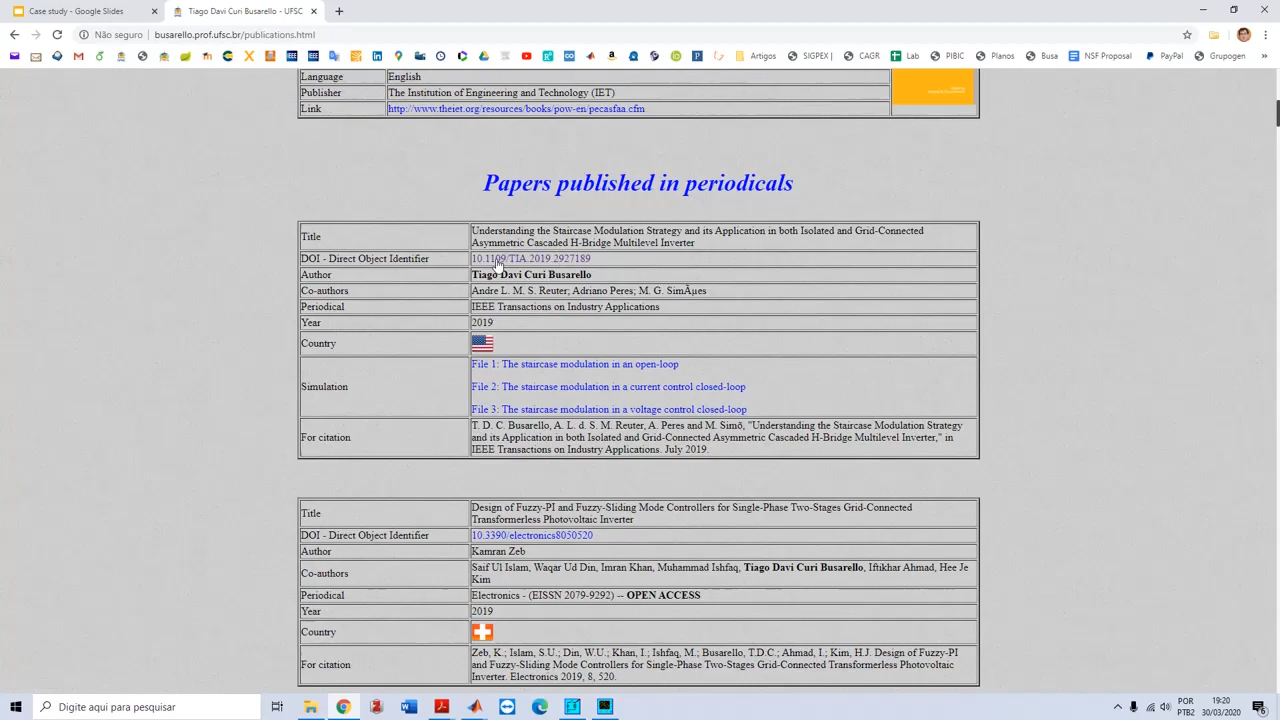 Case study - Google Slides
Tiago Davi Curi Busarello - UFSC
Não seguro
busarello.prof.ufsc.br/publications.html
Artigos
SIGPEX |
CAGR
Lab
PIBIC
Planos
Busa
NSF Proposal
PayPal
Grupogen
»
Language English
Publisher The Institution of Engineering and Technology (IET)
Link http://www.theiet.org/resources/books/pow-en/pecasfaa.cfm
Papers published in periodicals
Title Understanding the Staircase Modulation Strategy and its Application in both Isolated and Grid-Connected
Asymmetric Cascaded H-Bridge Multilevel Inverter
DOI - Direct Object Identifier 10.1109/TIA.2019.2927189
Author Tiago Davi Curi Busarello
Co-authors Andre L. M. S. Reuter; Adriano Peres; M. G. SimÃµes
Periodical IEEE Transactions on Industry Applications
Year 2019
Country
Simulation
File 1: The staircase modulation in an open-loop
File 2: The staircase modulation in a current control closed-loop
File 3: The staircase modulation in a voltage control closed-loop
For citation
T. D. C. Busarello, A. L. d. S. M. Reuter, A. Peres and M. Simõ, "Understanding the Staircase Modulation Strategy
and its Application in both Isolated and Grid-Connected Asymmetric Cascaded H-Bridge Multilevel Inverter," in
IEEE Transactions on Industry Applications. July 2019.
Title Design of Fuzzy-PI and Fuzzy-Sliding Mode Controllers for Single-Phase Two-Stages Grid-Connected
Transformerless Photovoltaic Inverter
DOI - Direct Object Identifier 10.3390/electronics8050520
Author Kamran Zeb
Co-authors Saif Ul Islam, Waqar Ud Din, Imran Khan, Muhammad Ishfaq, Tiago Davi Curi Busarello, Iftikhar Ahmad, Hee Je
Kim
Periodical Electronics - (EISSN 2079-9292) -- OPEN ACCESS
Year 2019
Country
For citation
Zeb, K.; Islam, S.U.; Din, W.U.; Khan, I.; Ishfaq, M.; Busarello, T.D.C.; Ahmad, I.; Kim, H.J. Design of Fuzzy-PI
and Fuzzy-Sliding Mode Controllers for Single-Phase Two-Stages Grid-Connected Transformerless Photovoltaic
Inverter. Electronics 2019, 8, 520.
Digite aqui para pesquisar
POR
PTB2
19:20
30/03/2020